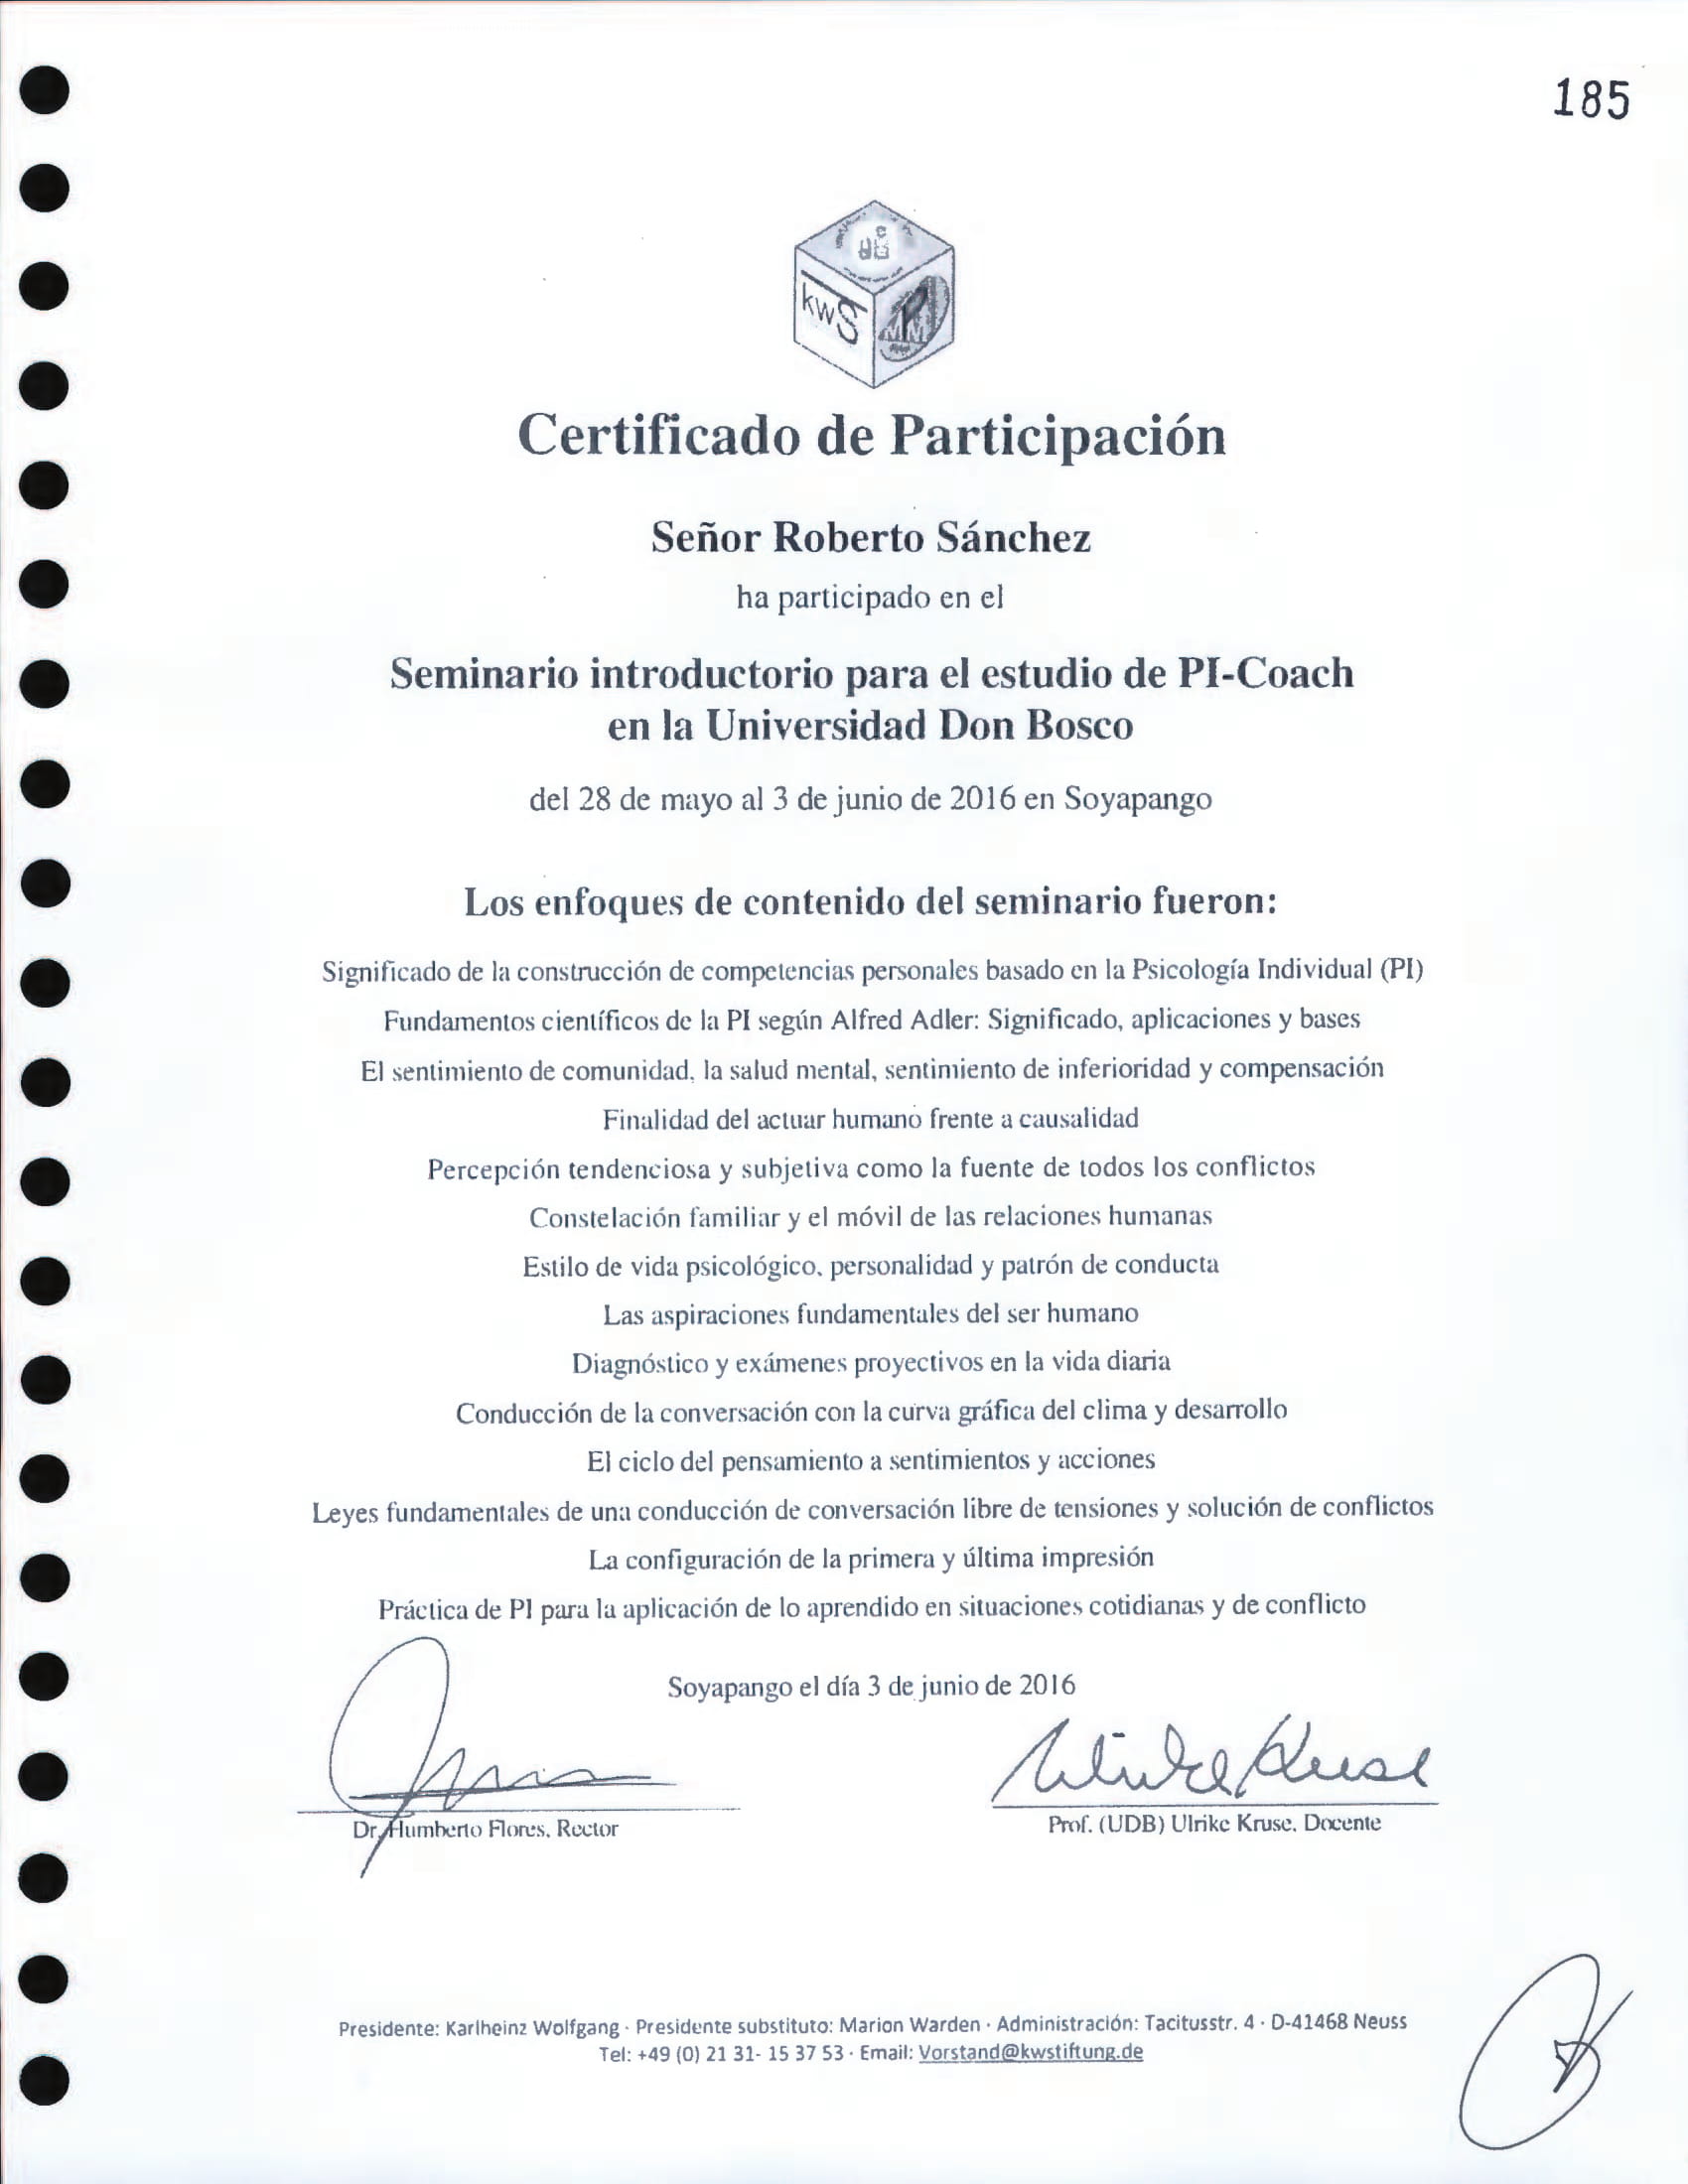 185
kwS
Certificado de Participación
Señor Roberto Sánchez
ha participado en el
Seminario introductorio para el estudio de PI-Coach
en la Universidad Don Bosco
del 28 de mayo al 3 de junio de 2016 en Soyapango
Los enfoques de contenido del seminario fueron:
Significado de la construcción de competencias personales basado en la Psicología Individual (PI)
Fundamentos científicos de la PI según Alfred Adler: Significado, aplicaciones y bases
El sentimiento de comunidad, la salud mental, sentimiento de inferioridad y compensación
Finalidad del actuar humano frente a causalidad
Percepción tendenciosa y subjetiva como la fuente de todos los conflictos
Constelación familiar y el móvil de las relaciones humanas
Estilo de vida psicológico, personalidad y patrón de conducta
Las aspiraciones fundamentales del ser humano
Diagnóstico y exámenes proyectivos en la vida diaria
Conducción de la conversación con la curva gráfica del clima y desarrollo
El ciclo del pensamiento a sentimientos y acciones
Leyes fundamentales de una conducción de conversación libre de tensiones y solución de conflictos
La configuración de la primera y última impresión
Práctica de PI para la aplicación de lo aprendido en situaciones cotidianas y de conflicto
Soyapango el día 3 de junio de 2016
Ulrike Kruse
Dr. Humberto Flores, Rector
Prof. (UDB) Ulrike Kruse, Docente
Presidente: Karlheinz Wolfgang · Presidente substituto: Marion Warden · Administración: Tacitusstr. 4 · D-41468 Neuss
Tel: +49 (0) 21 31- 15 37 53 · Email: Vorstand@kwstiftung.de